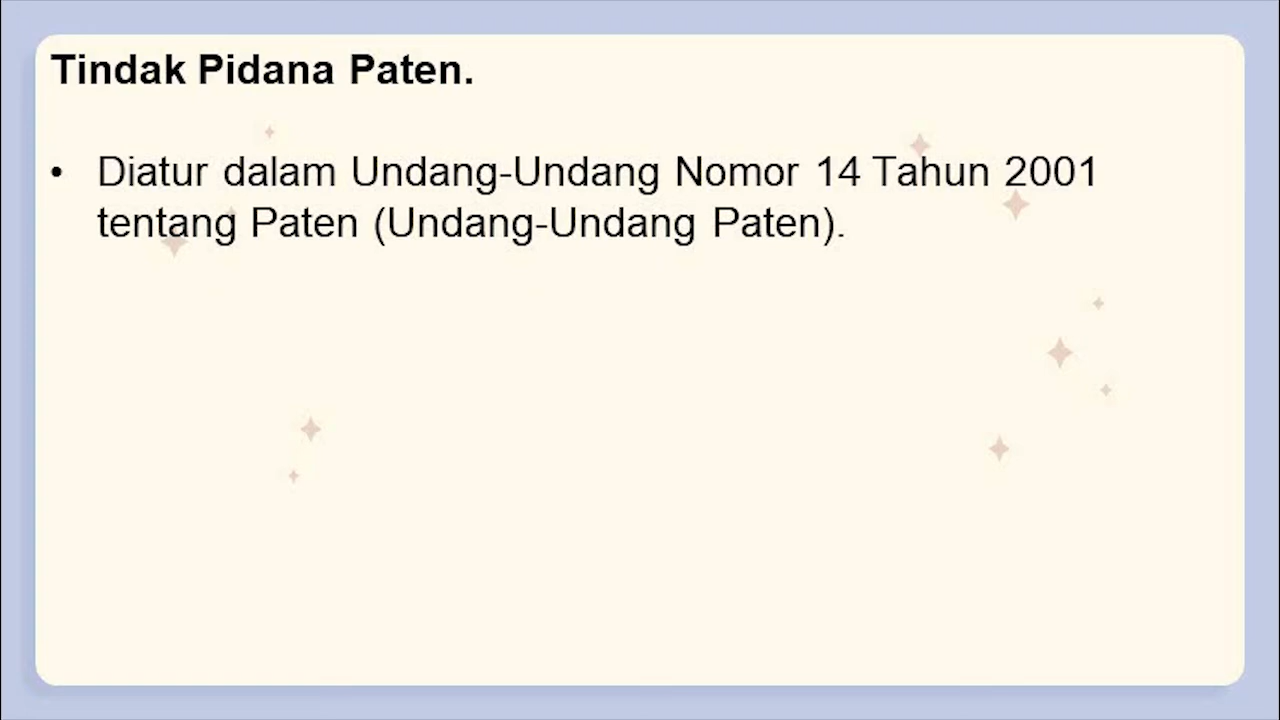 Tindak Pidana Paten.
• Diatur dalam Undang-Undang Nomor 14 Tahun 2001
tentang Paten (Undang-Undang Paten).